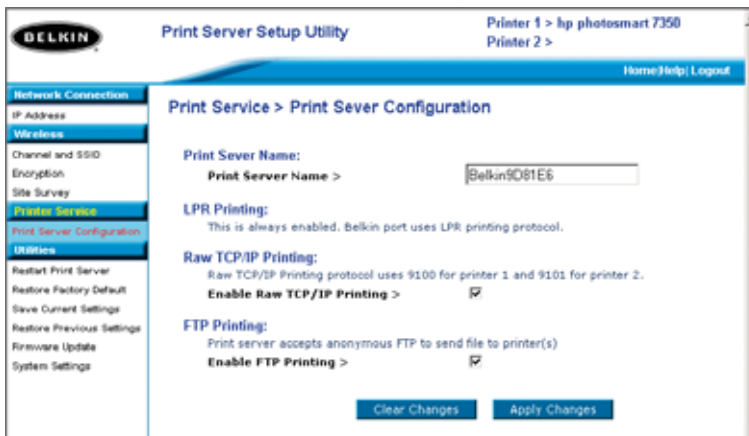 BELKIN
Print Server Setup Utility
Printer 1 > hp photosmart 7350
Printer 2 >
Home|Help| Logout
Network Connection
IP Address
Wireless
Channel and SSID
Encryption
Site Survey
Printer Service
Print Server Configuration
Utilities
Restart Print Server
Restore Factory Default
Save Current Settings
Restore Previous Settings
Firmware Update
System Settings
Print Service > Print Sever Configuration
Print Sever Name:
Print Server Name >
Belkin9D81E6
LPR Printing:
This is always enabled. Belkin port uses LPR printing protocol.
Raw TCP/IP Printing:
Raw TCP/IP Printing protocol uses 9100 for printer 1 and 9101 for printer 2.
Enable Raw TCP/IP Printing >
FTP Printing:
Print server accepts anonymous FTP to send file to printer(s)
Enable FTP Printing >
Clear Changes
Apply Changes